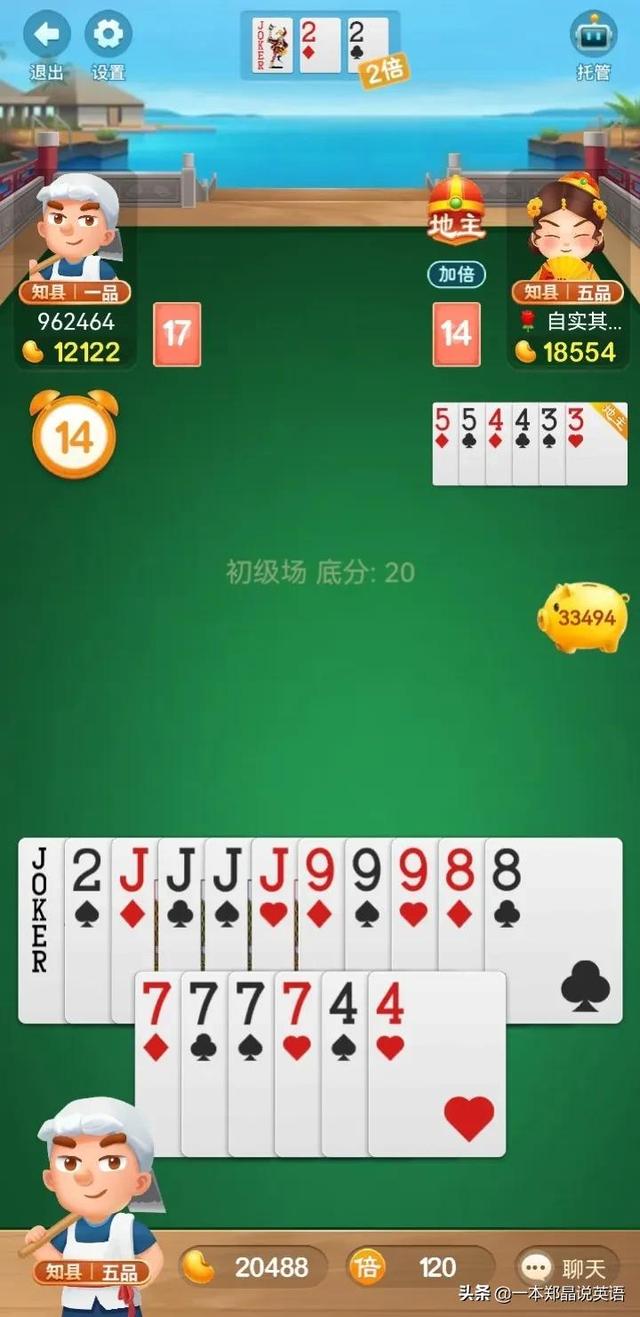 退出 设置
JOKER 2 2
2倍
托管
地主
加倍
知县 一品
知县 五品
962464
自实其...
12122
17
14
18554
14
5 5 4 4 3 3
地主
初级场 底分: 20
33494
JOKER 2 J J J J 9 9 9 8 8
7 7 7 7 4 4
知县 五品
20488
倍 120
聊天
头条 @一本郑晶说英语